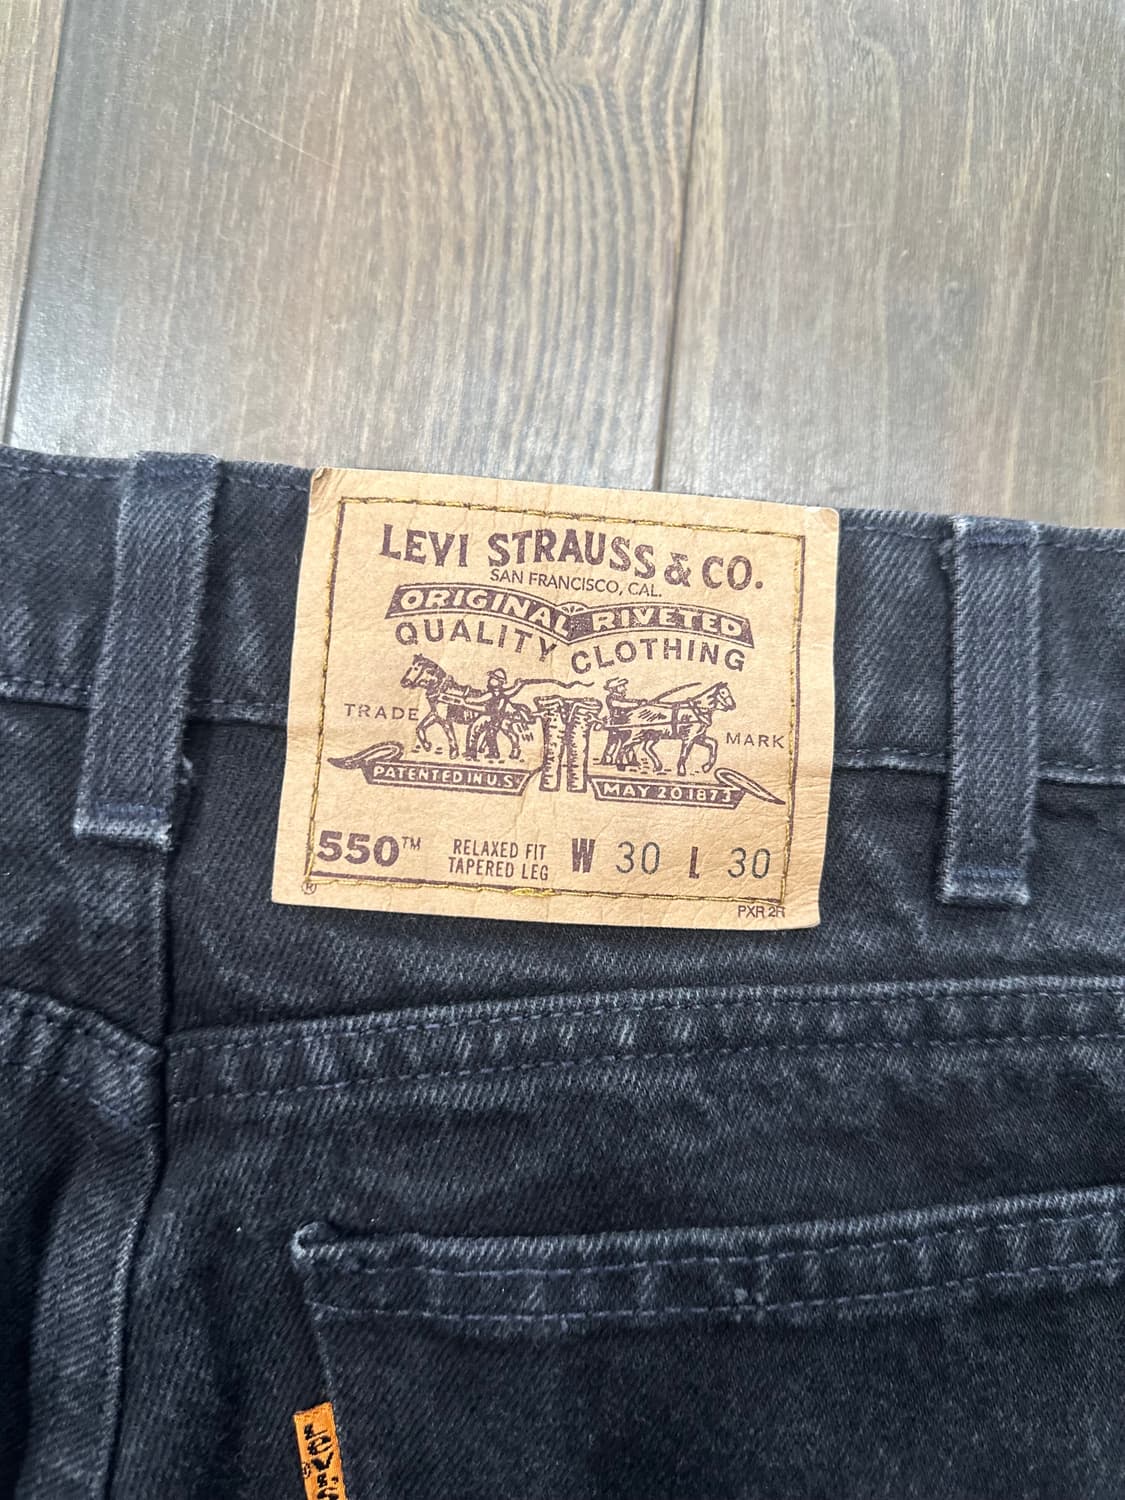 LEVI STRAUSS & CO.
SAN FRANCISCO, CAL.
ORIGINAL RIVETED
QUALITY CLOTHING
TRADE MARK
PATENTED IN U.S. MAY 20 1873
550™ RELAXED FIT
TAPERED LEG
W 30 L 30
® PXR 2R
LEVI'S